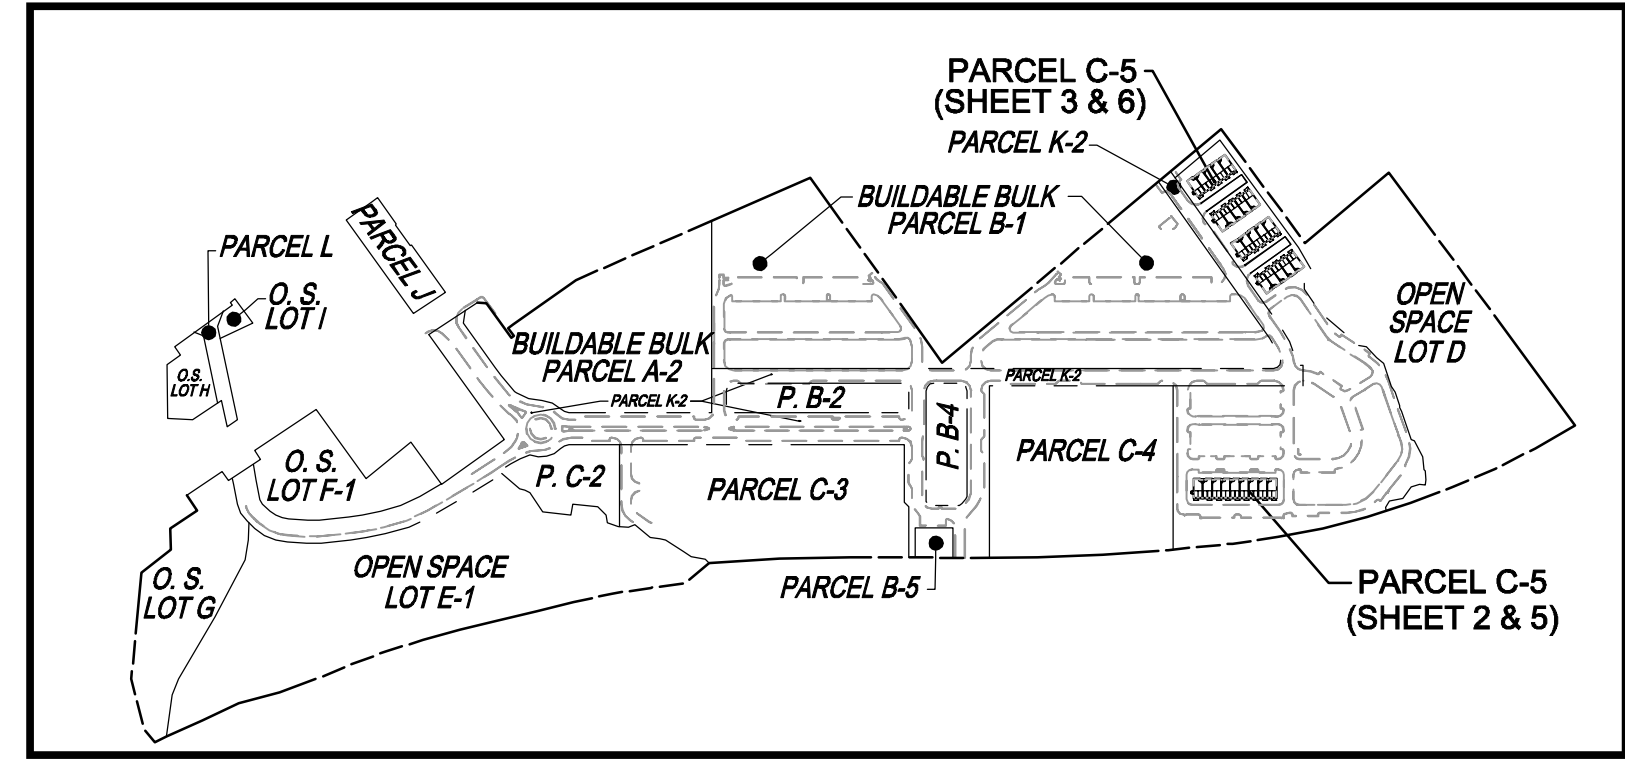 PARCEL C-5
(SHEET 3 & 6)
PARCEL K-2
BUILDABLE BULK
PARCEL B-1
PARCEL J
PARCEL L
O. S.
LOT I
O.S.
LOT H
OPEN
SPACE
LOT D
BUILDABLE BULK
PARCEL A-2
PARCEL K-2
PARCEL K-2
P. B-2
P. B-4
PARCEL C-4
O. S.
LOT F-1
P. C-2
PARCEL C-3
OPEN SPACE
LOT E-1
O. S.
LOT G
PARCEL B-5
PARCEL C-5
(SHEET 2 & 5)